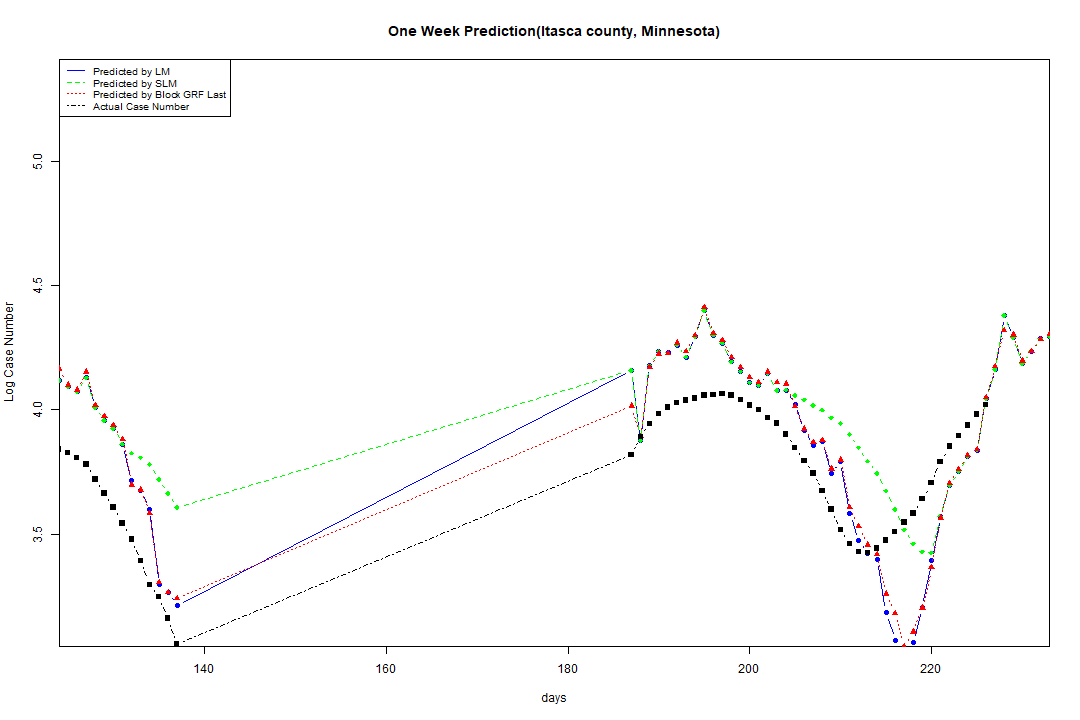 One Week Prediction(Itasca county, Minnesota)
Predicted by LM
Predicted by SLM
Predicted by Block GRF Last
Actual Case Number
Log Case Number
5.0
4.5
4.0
3.5
140
160
180
200
220
days